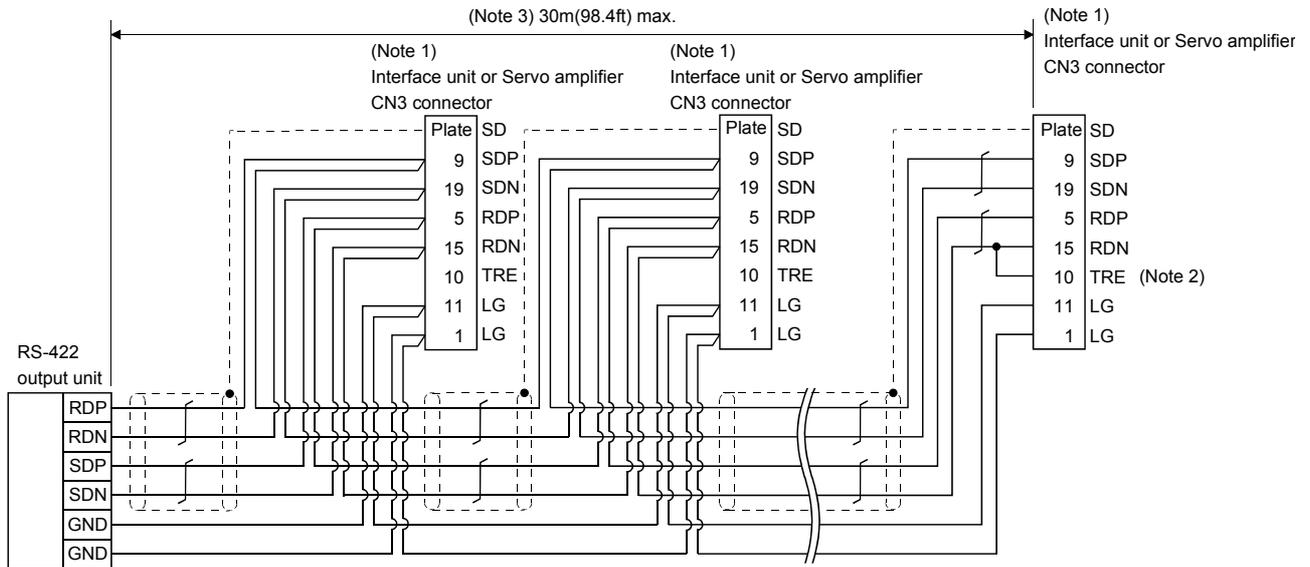 (Note 3) 30m(98.4ft) max.
(Note 1)
Interface unit or Servo amplifier
CN3 connector
(Note 1)
Interface unit or Servo amplifier
CN3 connector
(Note 1)
Interface unit or Servo amplifier
CN3 connector
Plate SD
9 SDP
19 SDN
5 RDP
15 RDN
10 TRE
11 LG
1 LG
Plate SD
9 SDP
19 SDN
5 RDP
15 RDN
10 TRE
11 LG
1 LG
Plate SD
9 SDP
19 SDN
5 RDP
15 RDN
10 TRE (Note 2)
11 LG
1 LG
RS-422
output unit
RDP
RDN
SDP
SDN
GND
GND